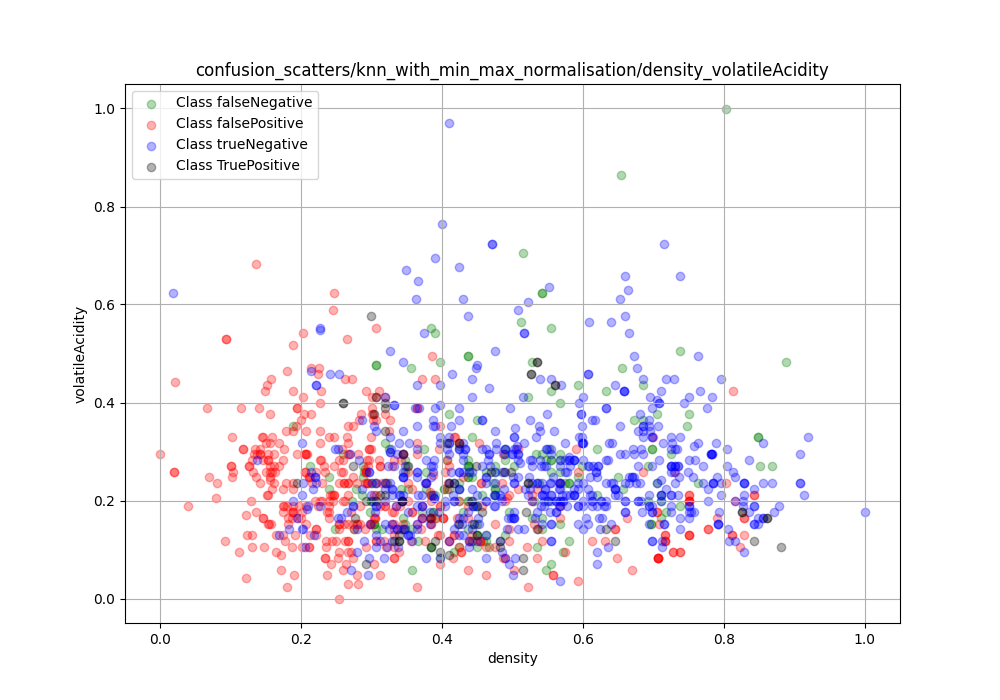 confusion_scatters/knn_with_min_max_normalisation/density_volatileAcidity
Class falseNegative
Class falsePositive
Class trueNegative
Class TruePositive
1.0
0.8
0.6
0.4
0.2
0.0
volatileAcidity
0.0 0.2 0.4 0.6 0.8 1.0
density